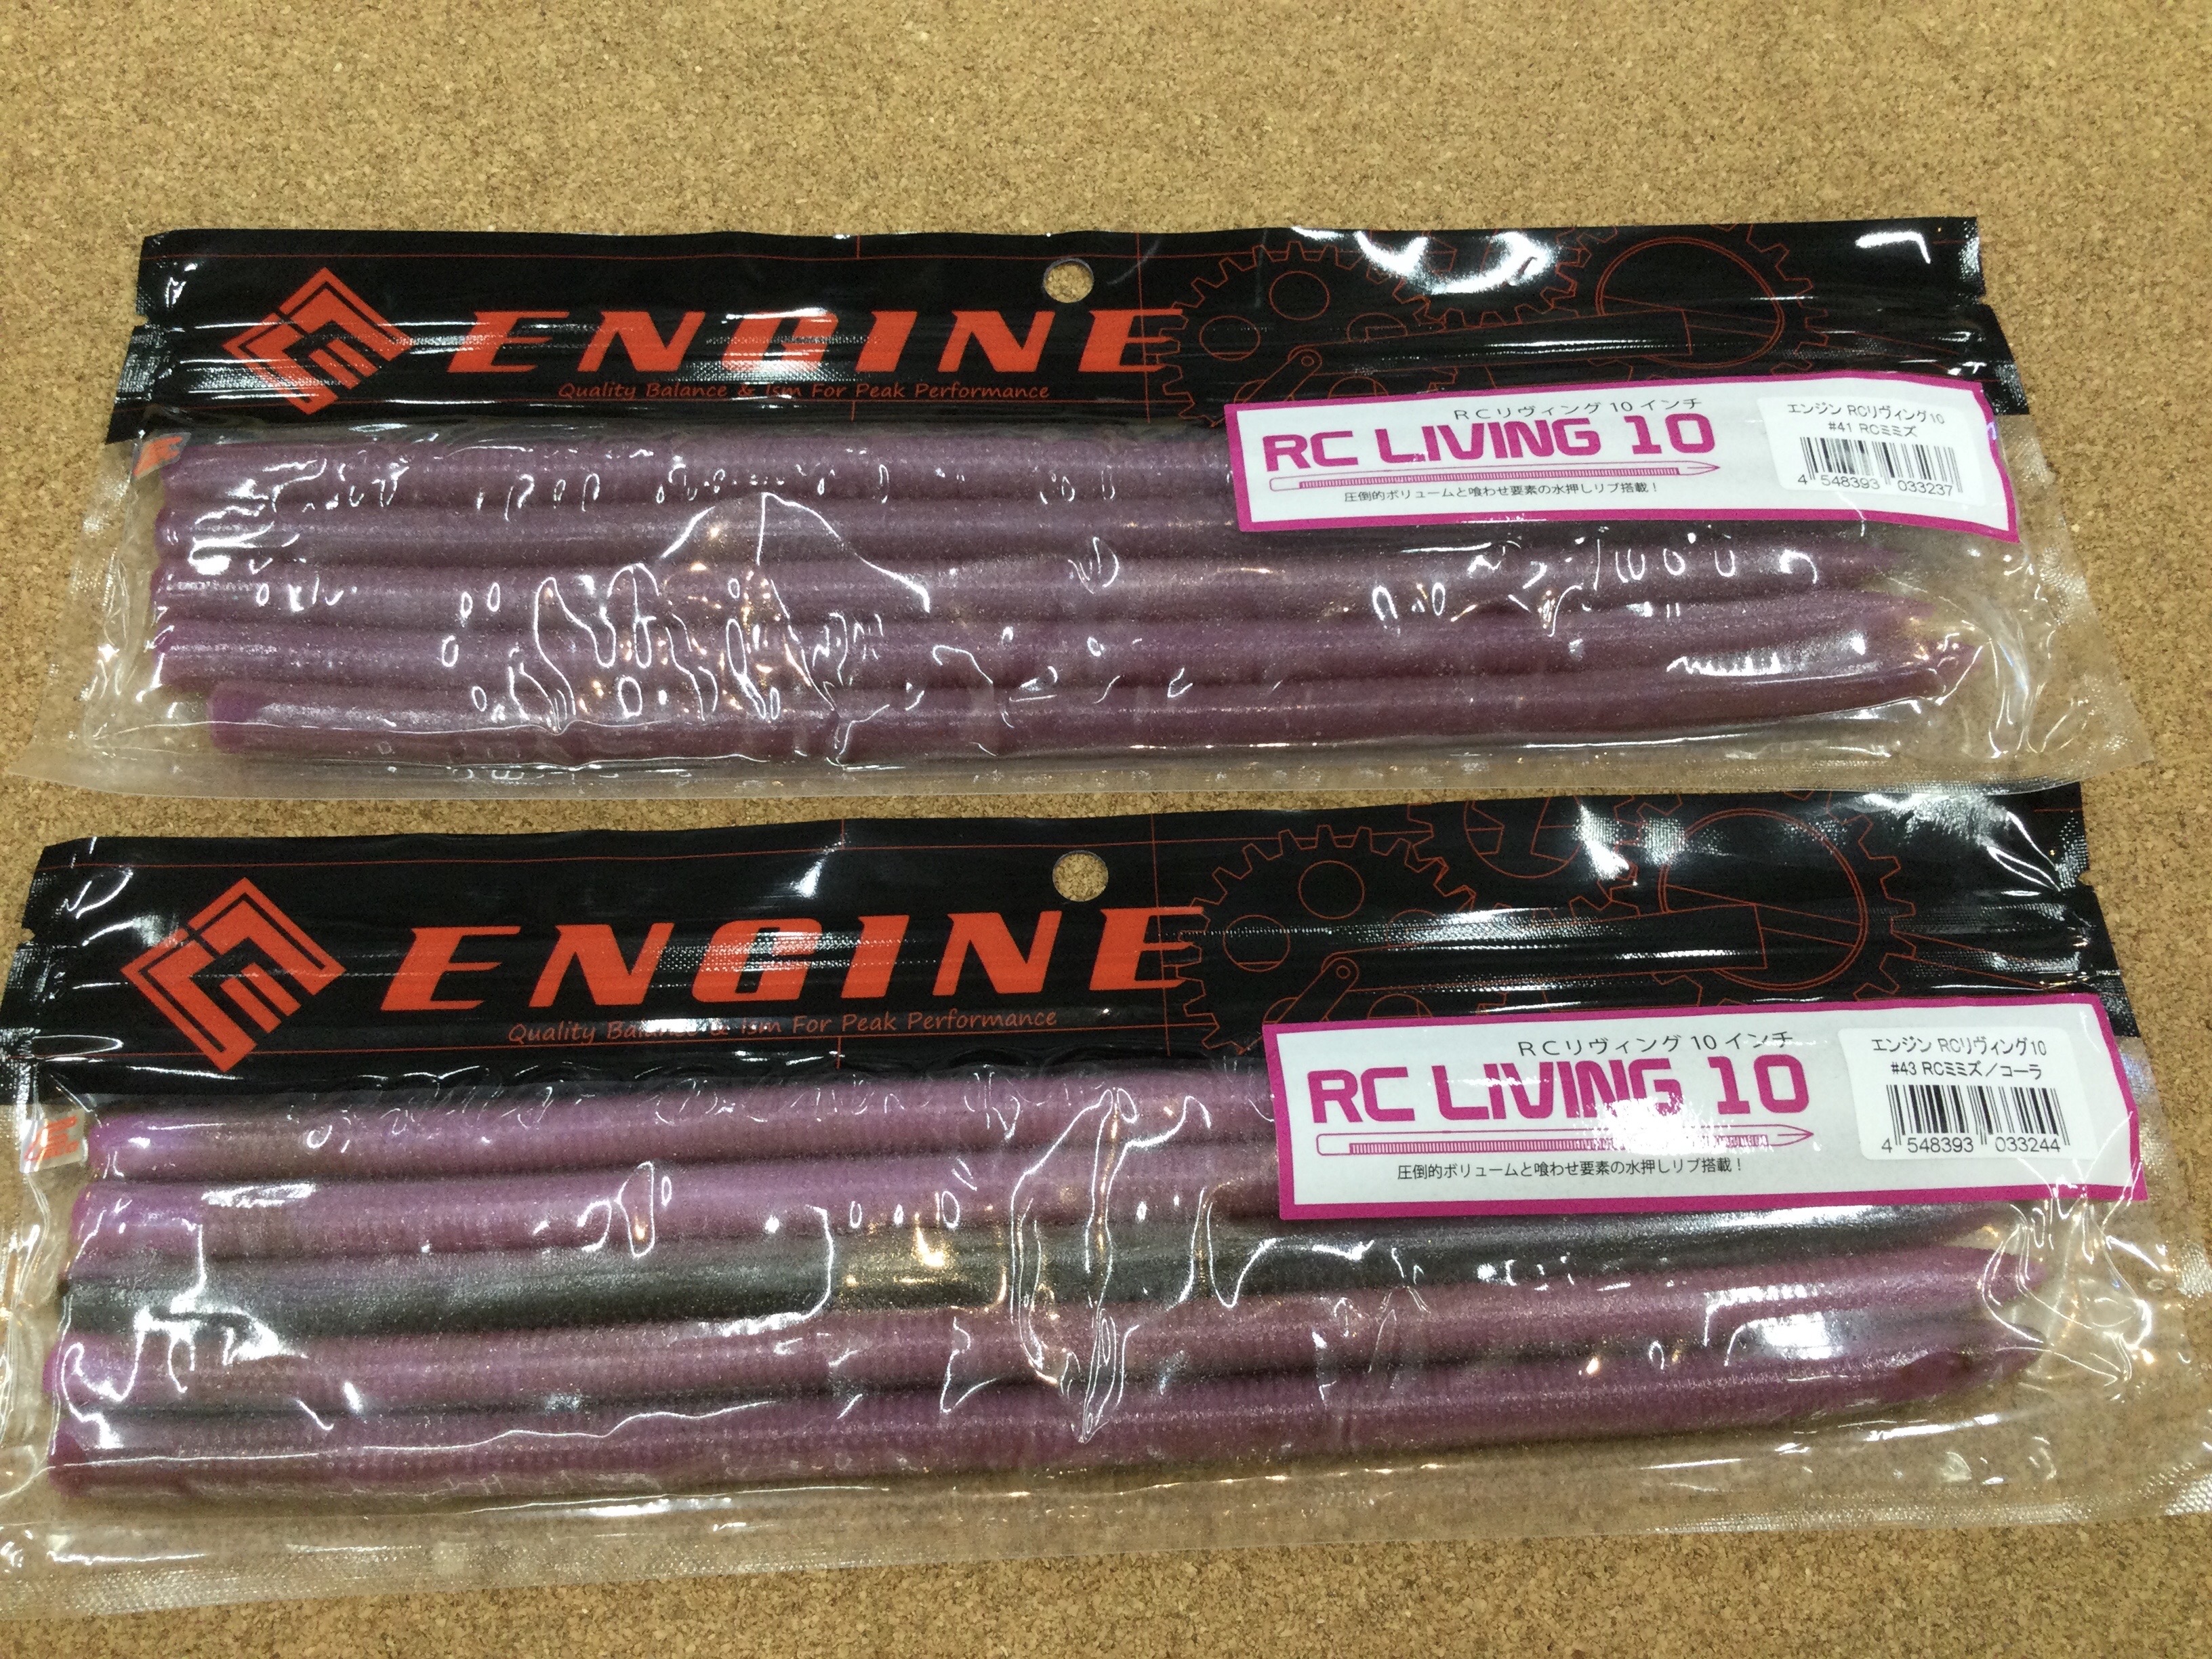 ENGINE
Quality Balance & Ism For Peak Performance
RCリヴィング10インチ
RC LIVING 10
圧倒的ボリュームと喰わせ要素の水押しリブ搭載！
エンジン RCリヴィング10
#41 RCミミズ
4 548393 033237
ENGINE
Quality Balance & Ism For Peak Performance
RCリヴィング10インチ
RC LIVING 10
圧倒的ボリュームと喰わせ要素の水押しリブ搭載！
エンジン RCリヴィング10
#43 RCミミズ／コーラ
4 548393 033244